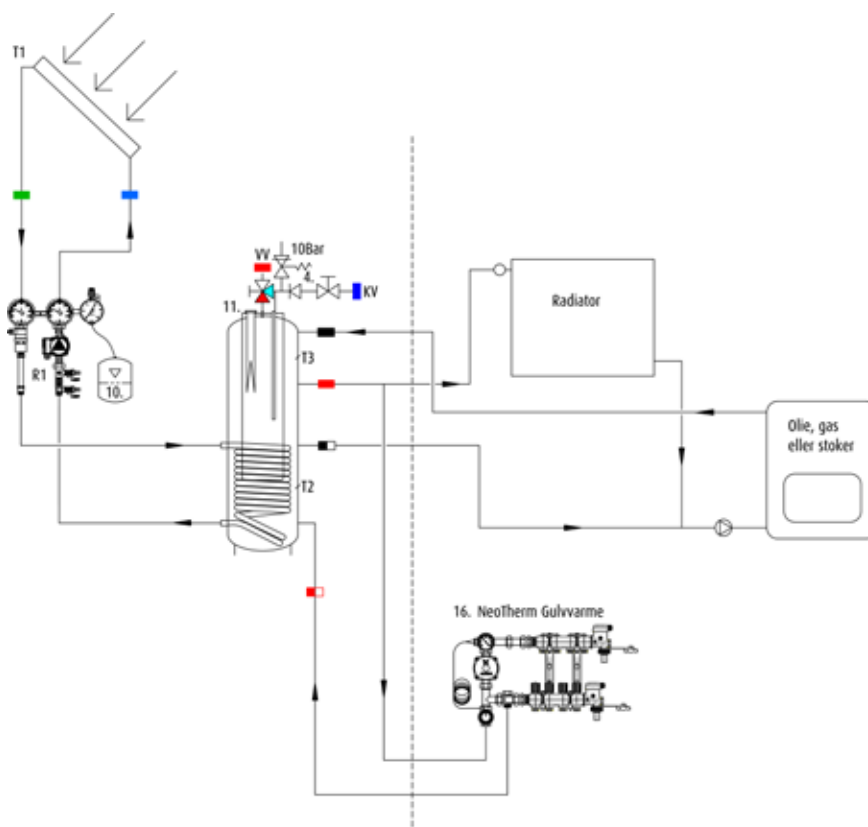 T1
VV
10Bar
4.
KV
11.
T3
Radiator
R1
10.
Olie, gas
eller stoker
T2
16. NeoTherm Gulvvarme